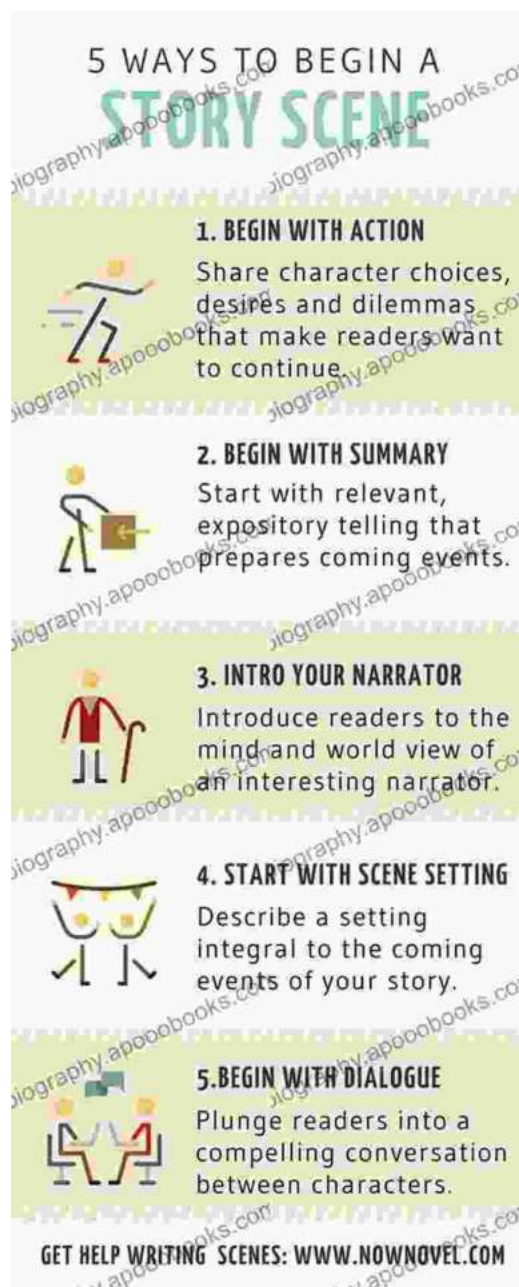 5 WAYS TO BEGIN A
STORY SCENE
1. BEGIN WITH ACTION
Share character choices,
desires and dilemmas
that make readers want
to continue.
2. BEGIN WITH SUMMARY
Start with relevant,
expository telling that
prepares coming events.
3. INTRO YOUR NARRATOR
Introduce readers to the
mind and world view of
an interesting narrator.
4. START WITH SCENE SETTING
Describe a setting
integral to the coming
events of your story.
5.BEGIN WITH DIALOGUE
Plunge readers into a
compelling conversation
between characters.
GET HELP WRITING SCENES: WWW.NOWNOVEL.COM